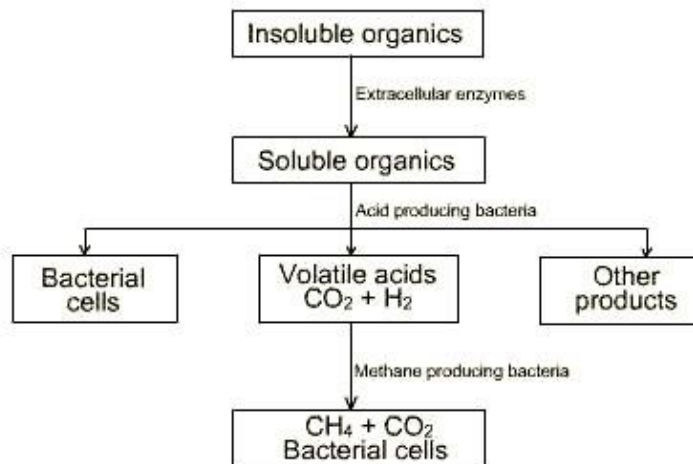 Insoluble organics
Extracellular enzymes
Soluble organics
Acid producing bacteria
Bacterial
cells
Volatile acids
CO₂ + H₂
Other
products
Methane producing bacteria
CH₄ + CO₂
Bacterial cells